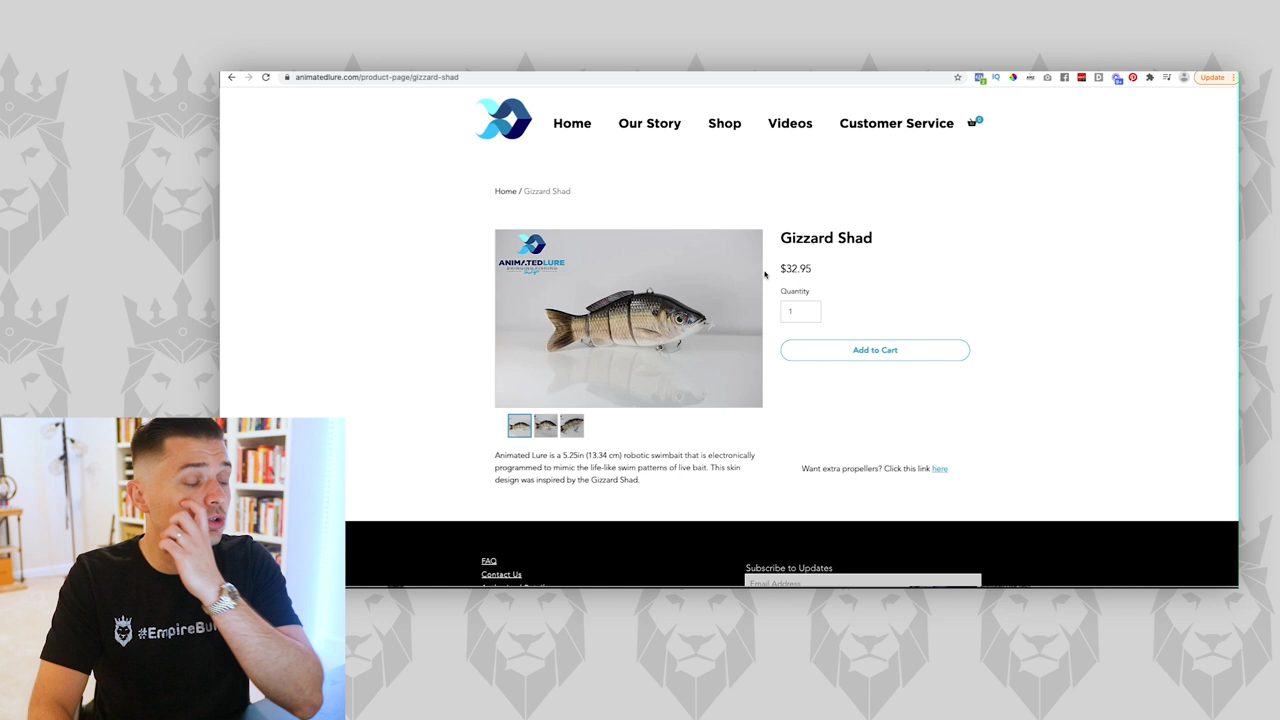 animatedlure.com/product-page/gizzard-shad
Update
Home Our Story Shop Videos Customer Service 0
Home / Gizzard Shad
ANIMATEDLURE
Gizzard Shad
$32.95
Quantity
1
Add to Cart
Animated Lure is a 5.25in (13.34 cm) robotic swimbait that is electronically
programmed to mimic the life-like swim patterns of live bait. This skin
design was inspired by the Gizzard Shad.
Want extra propellers? Click this link here
FAQ
Contact Us
Subscribe to Updates
Email Address
#EmpireBu